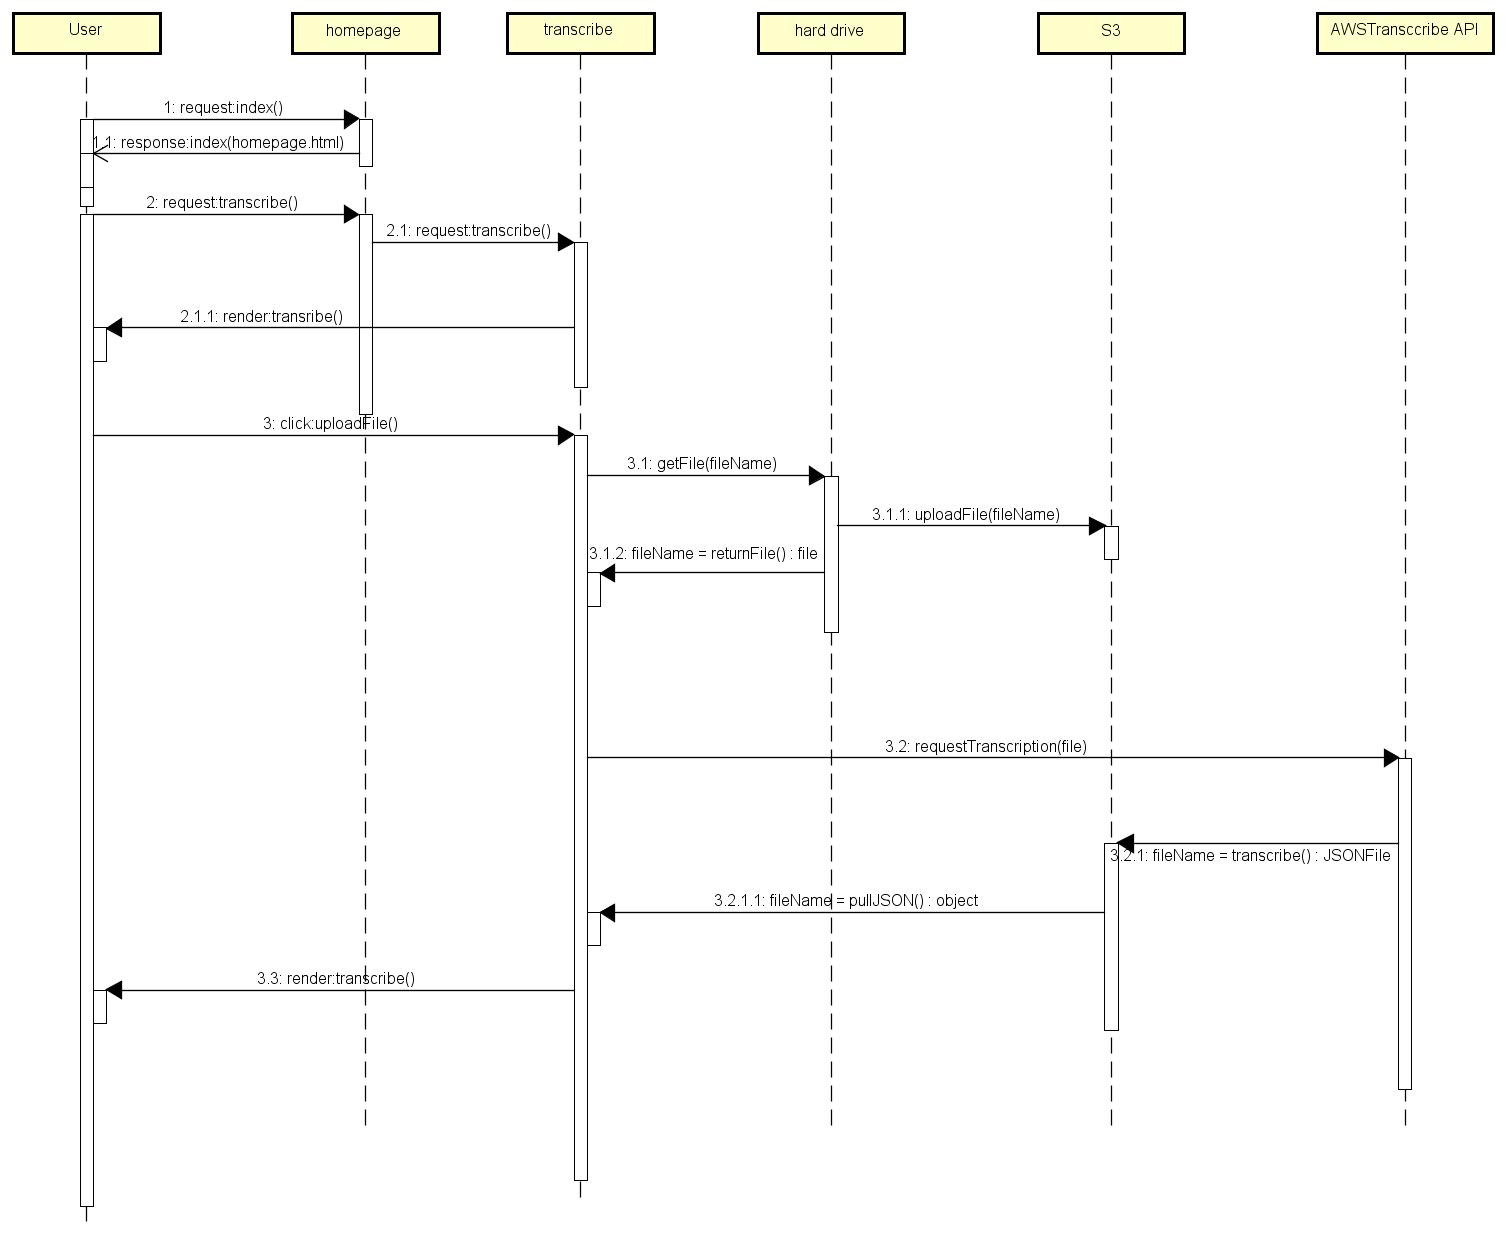 User
homepage
transcribe
hard drive
S3
AWSTransccribe API
1: request:index()
1.1: response:index(homepage.html)
2: request:transcribe()
2.1: request:transcribe()
2.1.1: render:transribe()
3: click:uploadFile()
3.1: getFile(fileName)
3.1.1: uploadFile(fileName)
3.1.2: fileName = returnFile() : file
3.2: requestTranscription(file)
3.2.1: fileName = transcribe() : JSONFile
3.2.1.1: fileName = pullJSON() : object
3.3: render:transcribe()